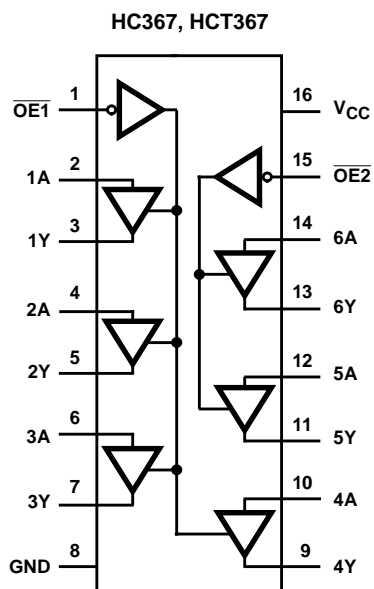 HC367, HCT367
OE1 1
16 VCC
15 OE2
1A 2
1Y 3
14 6A
13 6Y
2A 4
2Y 5
12 5A
11 5Y
3A 6
3Y 7
10 4A
GND 8
9 4Y